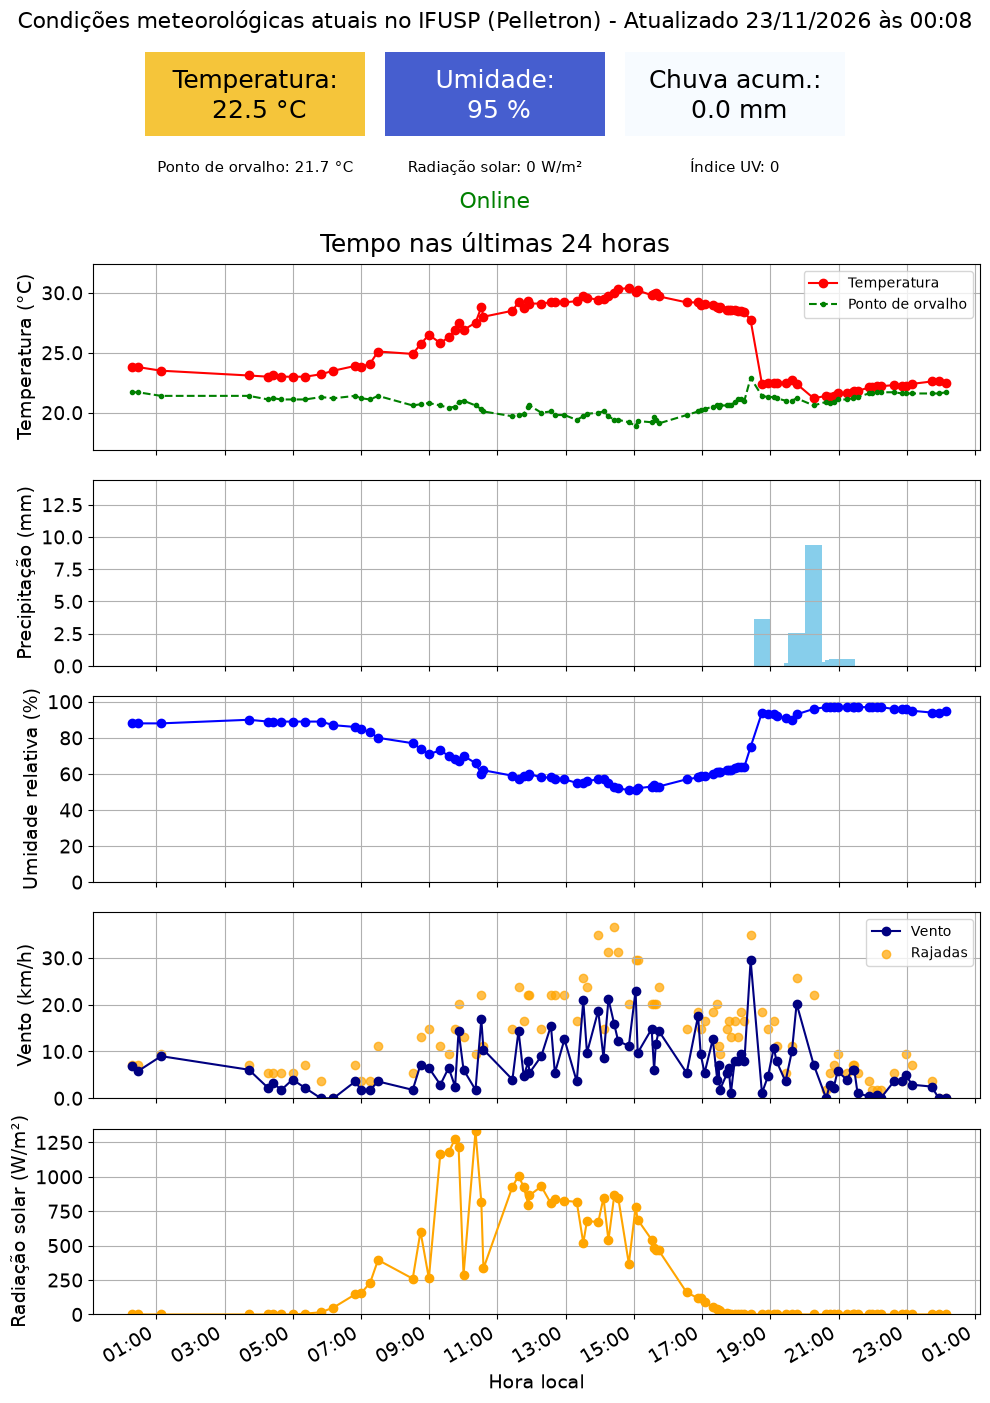 Condições meteorológicas atuais no IFUSP (Pelletron) - Atualizado 23/11/2026 às 00:08
Temperatura:
22.5 °C
Umidade:
95 %
Chuva acum.:
0.0 mm
Ponto de orvalho: 21.7 °C
Radiação solar: 0 W/m²
Índice UV: 0
Online
Tempo nas últimas 24 horas
Temperatura (°C)
30.0
25.0
20.0
Temperatura
Ponto de orvalho
Precipitação (mm)
12.5
10.0
7.5
5.0
2.5
0.0
Umidade relativa (%)
100
80
60
40
20
0
Vento (km/h)
30.0
20.0
10.0
0.0
Vento
Rajadas
Radiação solar (W/m²)
1250
1000
750
500
250
0
01:00
03:00
05:00
07:00
09:00
11:00
13:00
15:00
17:00
19:00
21:00
23:00
01:00
Hora local